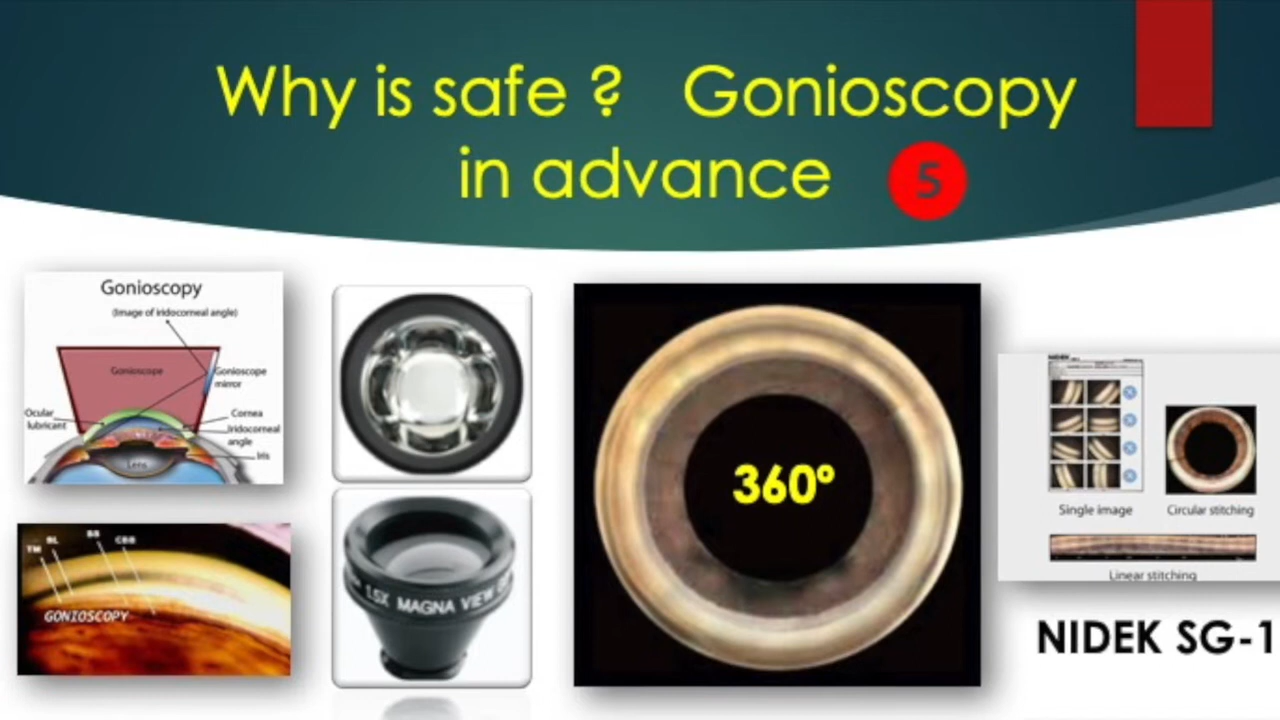 Why is safe ? Gonioscopy
in advance 5
Gonioscopy
(Image of iridocorneal angle)
Gonioscope
Gonioscope
mirror
Ocular
lubricant
Cornea
Iridocorneal
angle
Iris
Lens
TM
BL
SS
CBB
GONIOSCOPY
1.5X MAGNA VIEW
360º
NIDEK
Single image
Circular stitching
Linear stitching
NIDEK SG-1